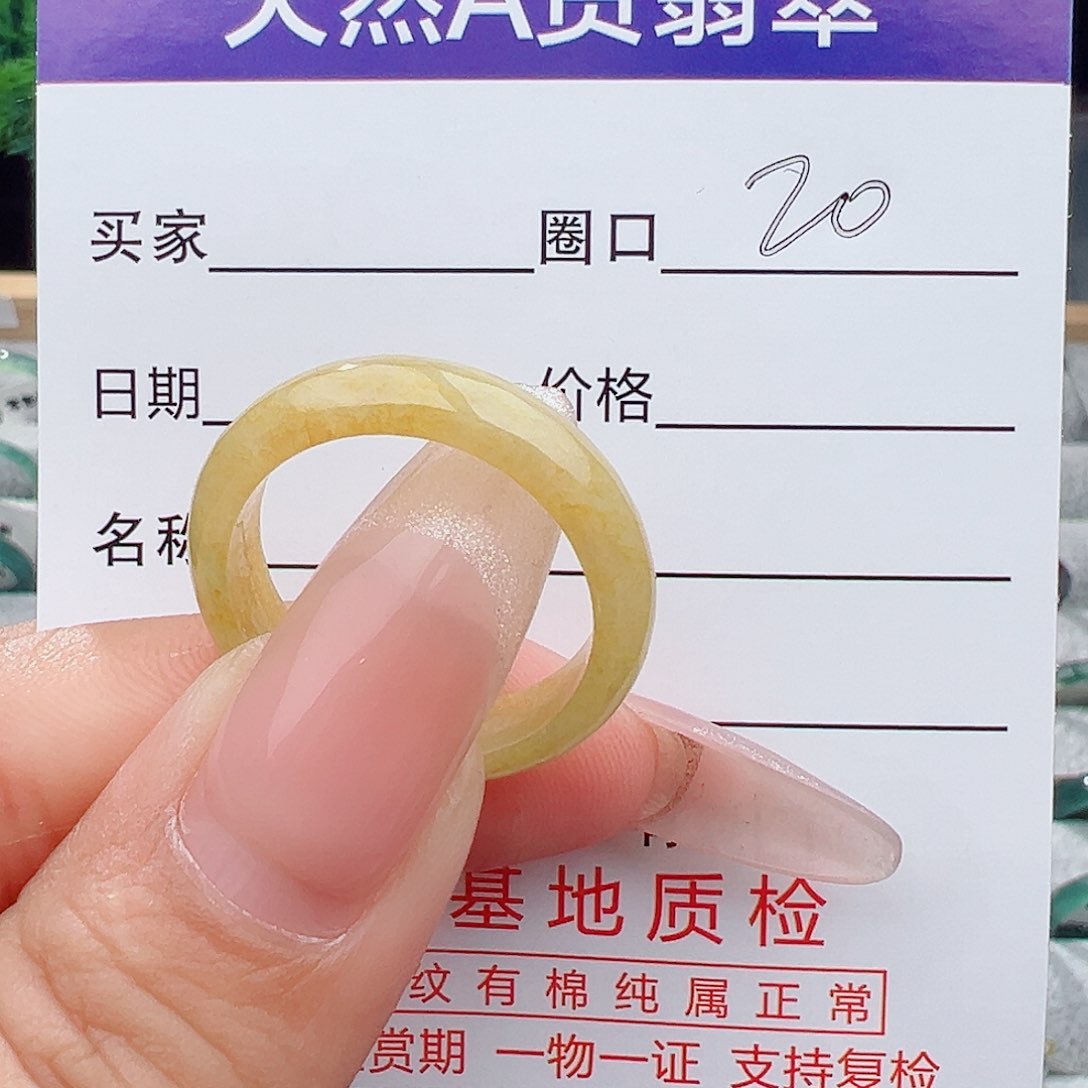 天然A货翡翠
买家 圈口 20
日期 价格
名称
基地质检
纹有棉纯属正常
赏期 一物一证 支持复检